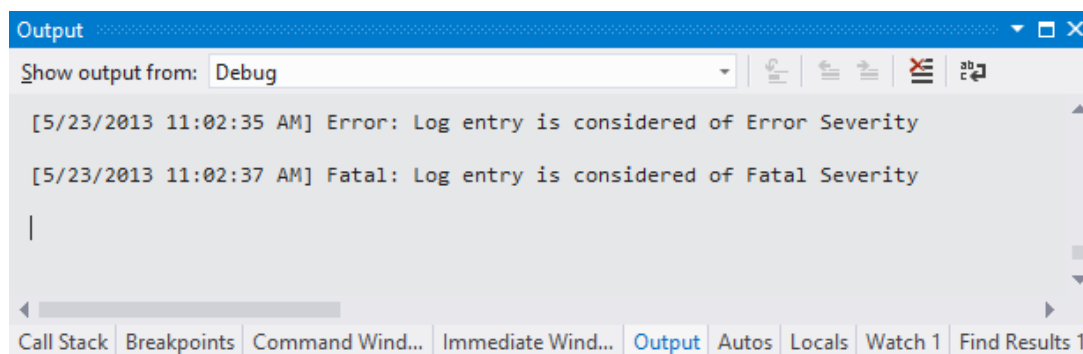 Output
Show output from: Debug
[5/23/2013 11:02:35 AM] Error: Log entry is considered of Error Severity
[5/23/2013 11:02:37 AM] Fatal: Log entry is considered of Fatal Severity
Call Stack Breakpoints Command Wind... Immediate Wind... Output Autos Locals Watch 1 Find Results 1